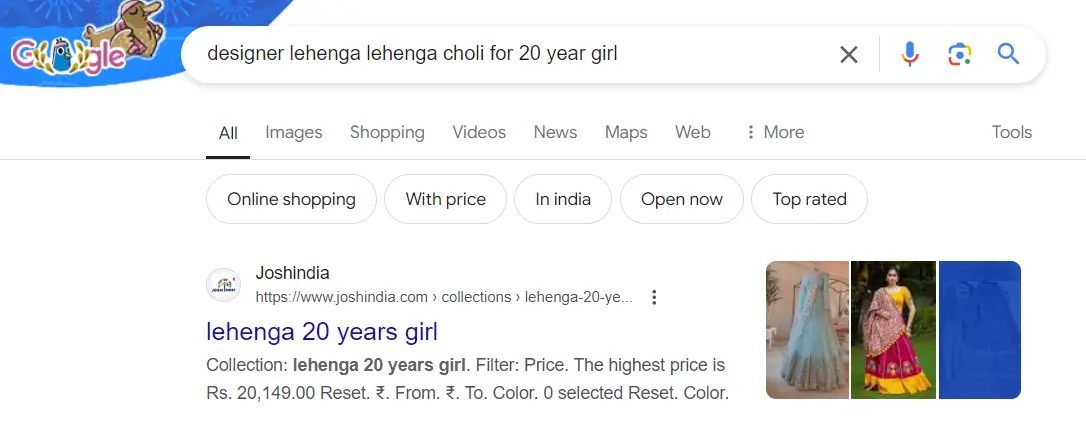 Google
designer lehenga lehenga choli for 20 year girl
All Images Shopping Videos News Maps Web More Tools
Online shopping With price In india Open now Top rated
Joshindia
https://www.joshindia.com › collections › lehenga-20-ye...
lehenga 20 years girl
Collection: lehenga 20 years girl. Filter: Price. The highest price is
Rs. 20,149.00 Reset. ₹. From. ₹. To. Color. 0 selected Reset. Color.